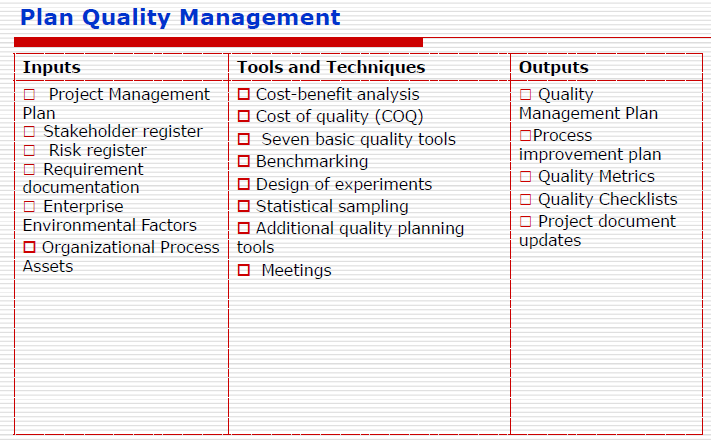 Plan Quality Management
Inputs
Project Management
Plan
Stakeholder register
Risk register
Requirement
documentation
Enterprise
Environmental Factors
Organizational Process
Assets
Tools and Techniques
Cost-benefit analysis
Cost of quality (COQ)
Seven basic quality tools
Benchmarking
Design of experiments
Statistical sampling
Additional quality planning
tools
Meetings
Outputs
Quality
Management Plan
Process
improvement plan
Quality Metrics
Quality Checklists
Project document
updates